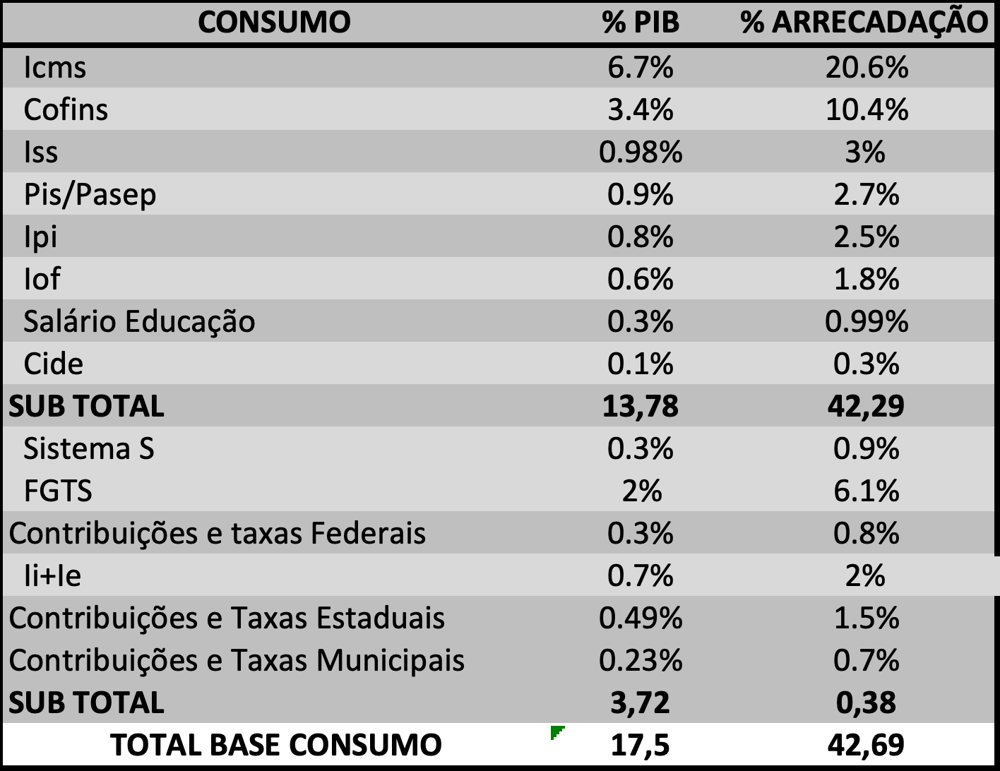 CONSUMO % PIB % ARRECADAÇÃO
Icms 6.7% 20.6%
Cofins 3.4% 10.4%
Iss 0.98% 3%
Pis/Pasep 0.9% 2.7%
Ipi 0.8% 2.5%
Iof 0.6% 1.8%
Salário Educação 0.3% 0.99%
Cide 0.1% 0.3%
SUB TOTAL 13,78 42,29
Sistema S 0.3% 0.9%
FGTS 2% 6.1%
Contribuições e taxas Federais 0.3% 0.8%
Ii+Ie 0.7% 2%
Contribuições e Taxas Estaduais 0.49% 1.5%
Contribuições e Taxas Municipais 0.23% 0.7%
SUB TOTAL 3,72 0,38
TOTAL BASE CONSUMO 17,5 42,69